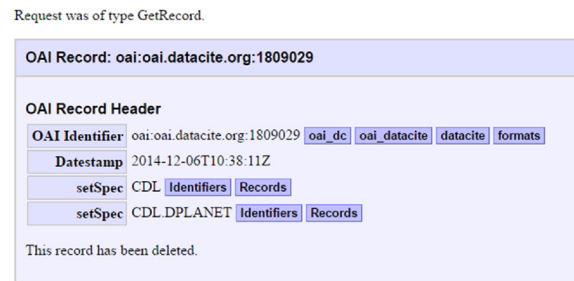 Request was of type GetRecord.
OAI Record: oai:oai.datacite.org:1809029
OAI Record Header
OAI Identifier oai:oai.datacite.org:1809029 oai_dc oai_datacite datacite formats
Datestamp 2014-12-06T10:38:11Z
setSpec CDL Identifiers Records
setSpec CDL.DPLANET Identifiers Records
This record has been deleted.